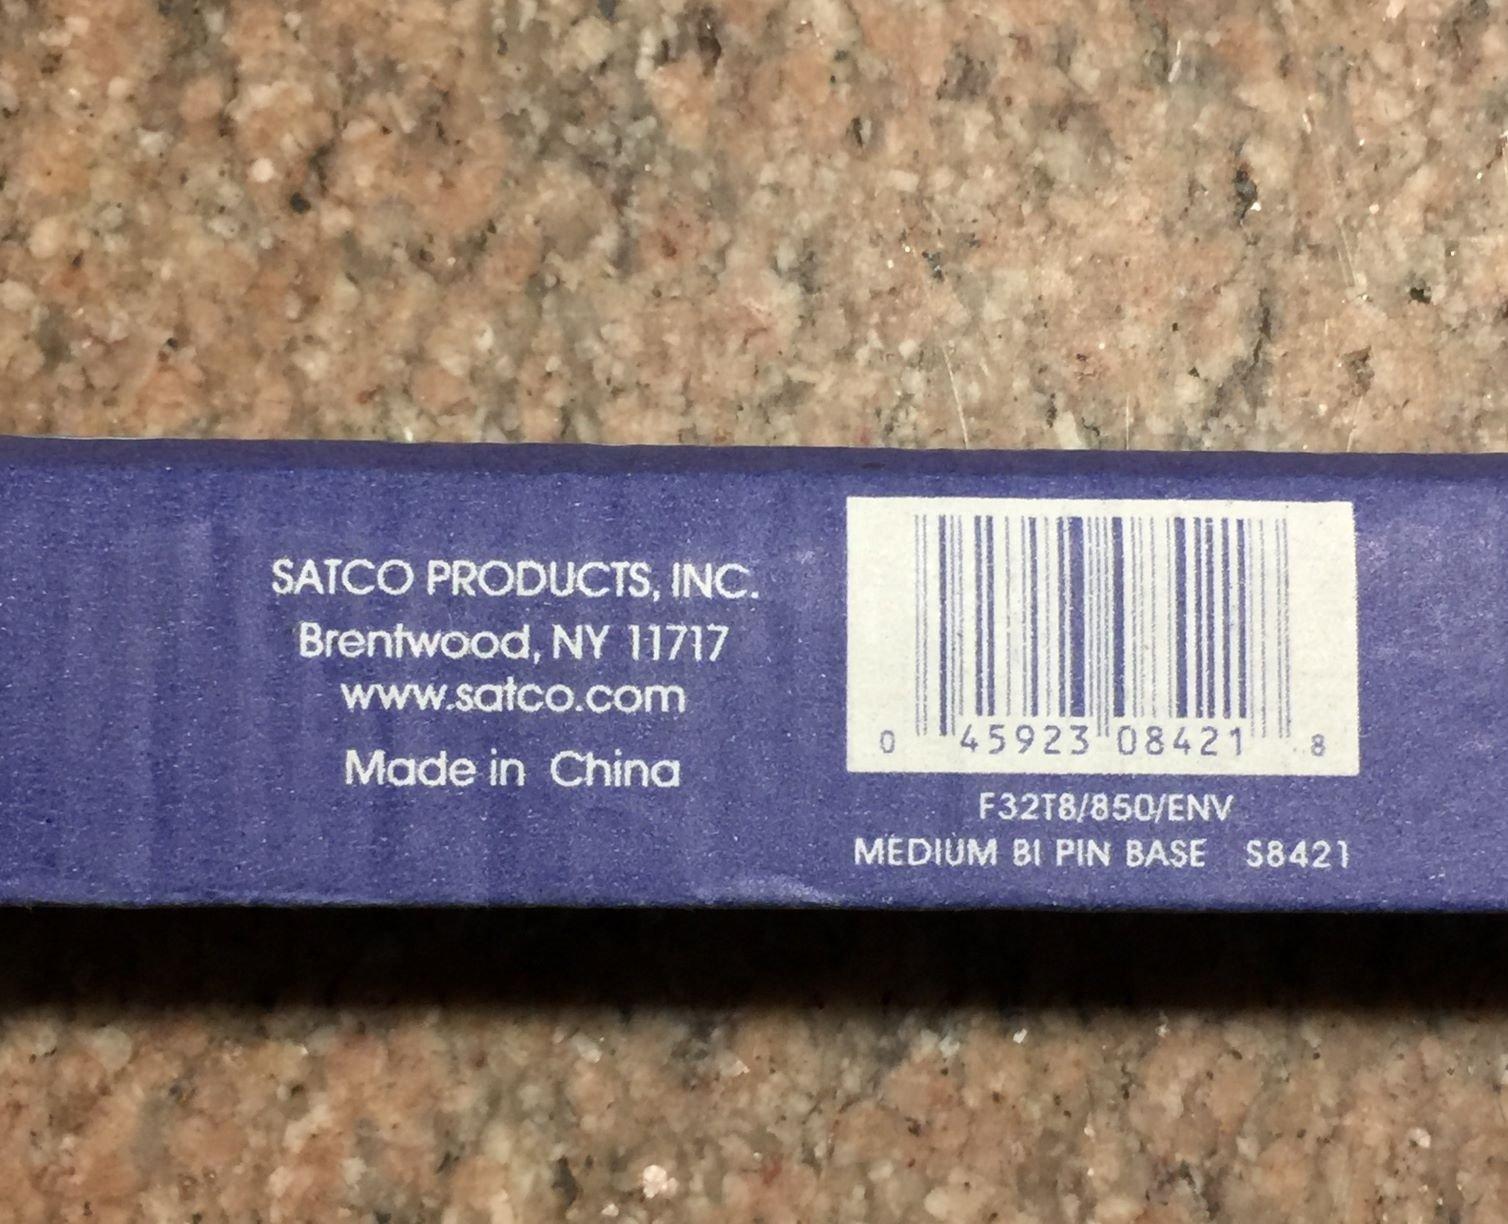 SATCO PRODUCTS, INC.
Brentwood, NY 11717
www.satco.com
Made in China
0 45923 08421 8
F32T8/850/ENV
MEDIUM BI PIN BASE S8421